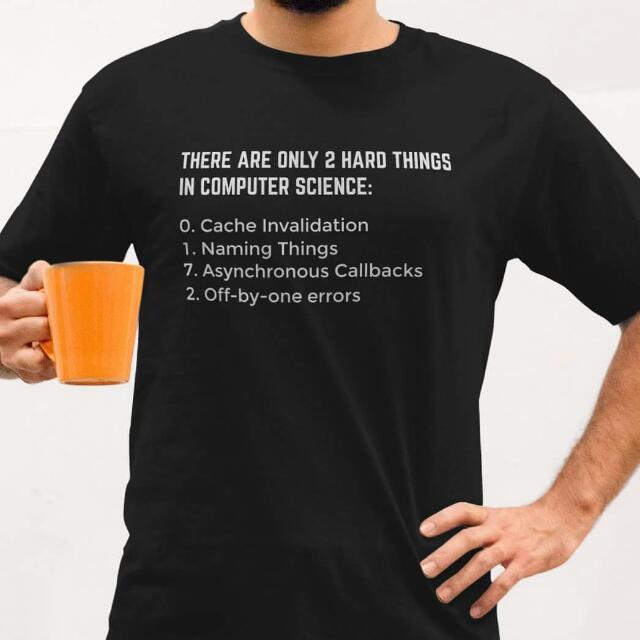 THERE ARE ONLY 2 HARD THINGS
IN COMPUTER SCIENCE:
0. Cache Invalidation
1. Naming Things
7. Asynchronous Callbacks
2. Off-by-one errors